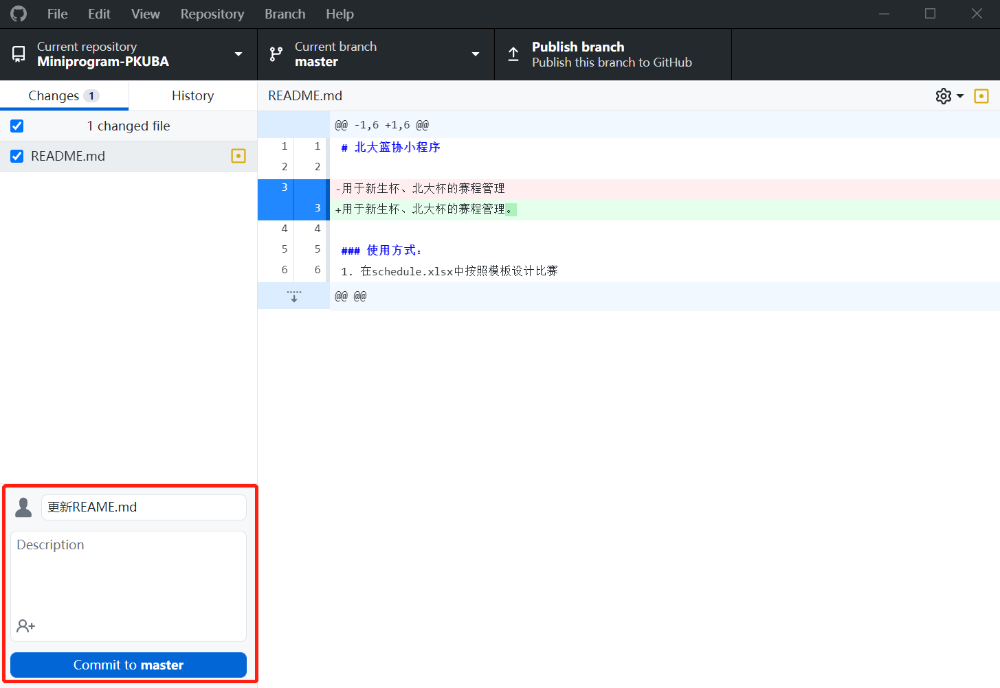 File Edit View Repository Branch Help
Current repository
Miniprogram-PKUBA
Current branch
master
Publish branch
Publish this branch to GitHub
Changes 1
History
README.md
1 changed file
README.md
@@ -1,6 +1,6 @@
1 1 # 北大篮协小程序
2 2
3 -用于新生杯、北大杯的赛程管理
3 +用于新生杯、北大杯的赛程管理。
4 4
5 5 ### 使用方式：
6 6 1. 在schedule.xlsx中按照模板设计比赛
@@ @@
更新REAME.md
Description
Commit to master